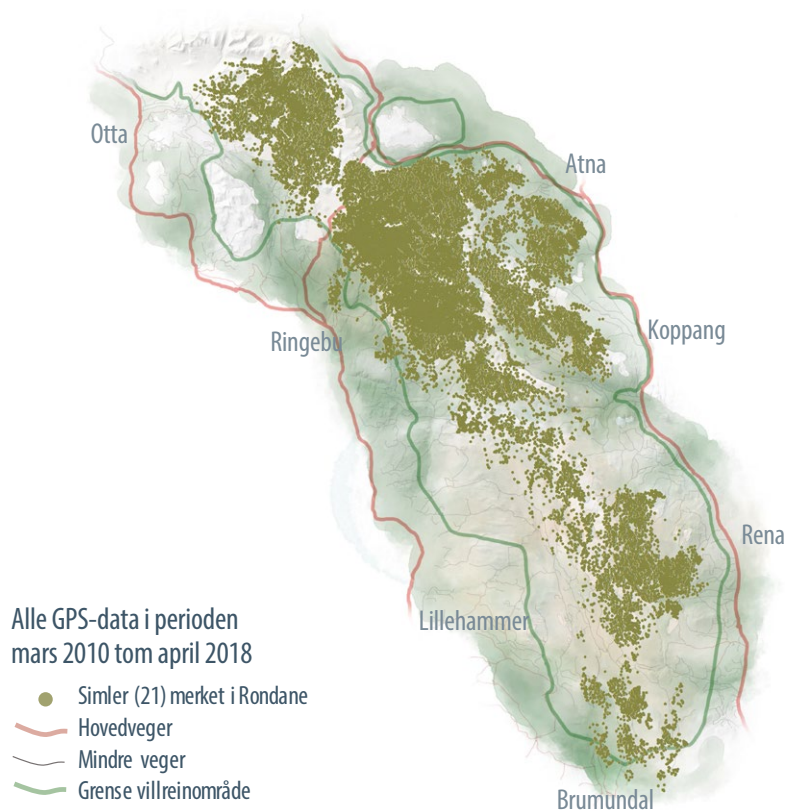 Otta
Atna
Ringebu
Koppang
Rena
Lillehammer
Brumundal
Alle GPS-data i perioden
mars 2010 tom april 2018
Simler (21) merket i Rondane
Hovedveger
Mindre veger
Grense villreinområde